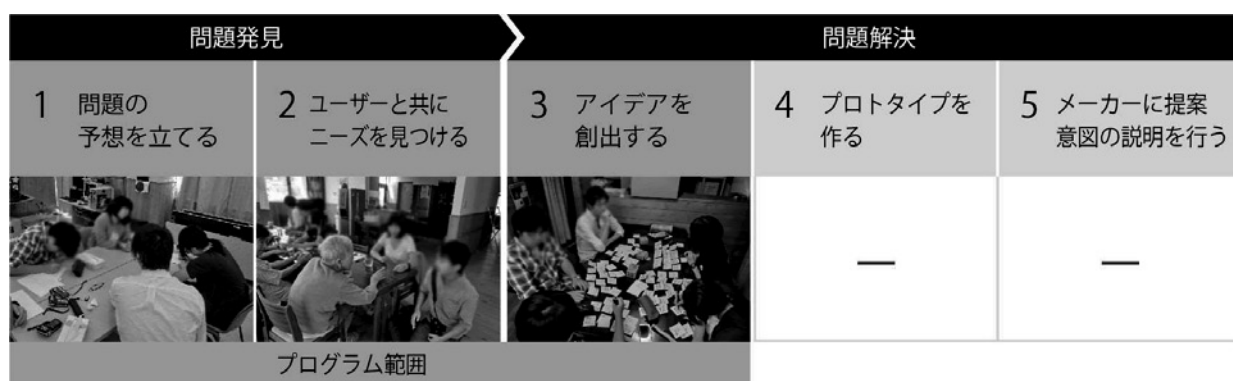 問題発見
問題解決
1 問題の
予想を立てる
2 ユーザーと共に
ニーズを見つける
3 アイデアを
創出する
4 プロトタイプを
作る
5 メーカーに提案
意図の説明を行う
—
—
プログラム範囲